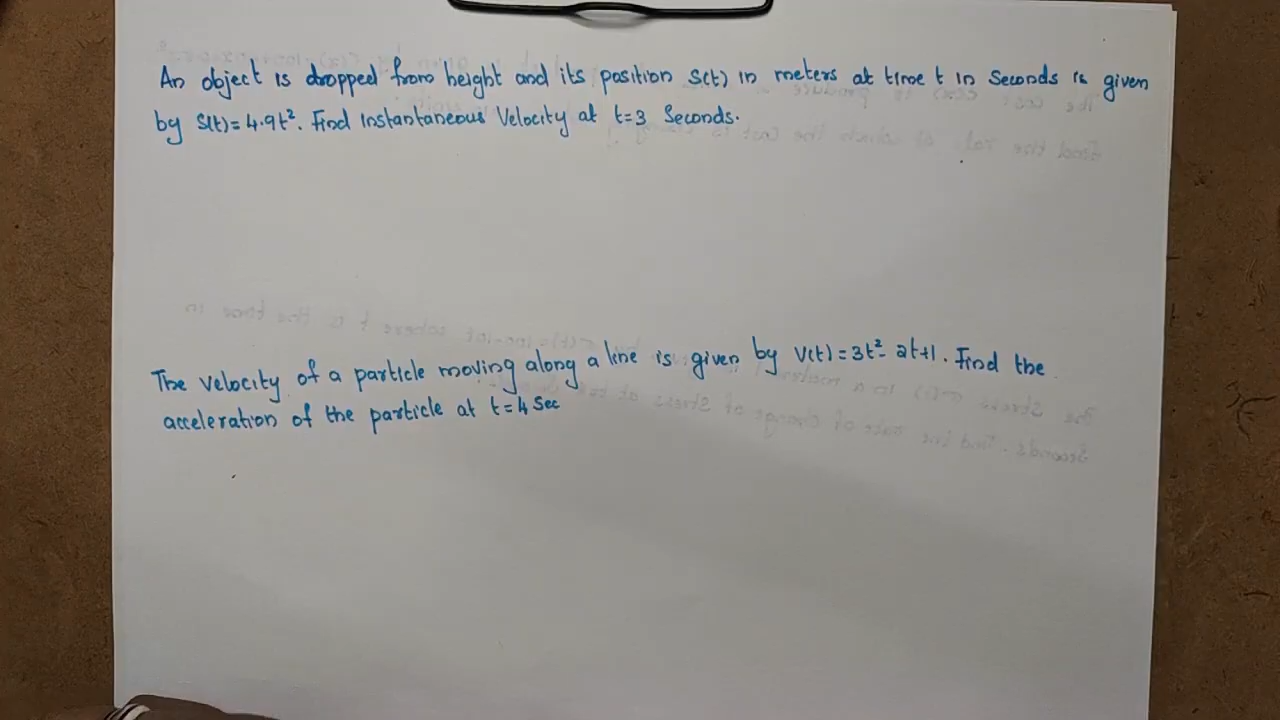 An object is dropped from height and its position S(t) in meters at time t in Seconds is given
by S(t)=4.9t². Find Instantaneous Velocity at t=3 Seconds.
The velocity of a particle moving along a line is given by V(t)=3t²-2t+1. Find the
acceleration of the particle at t=4 Sec